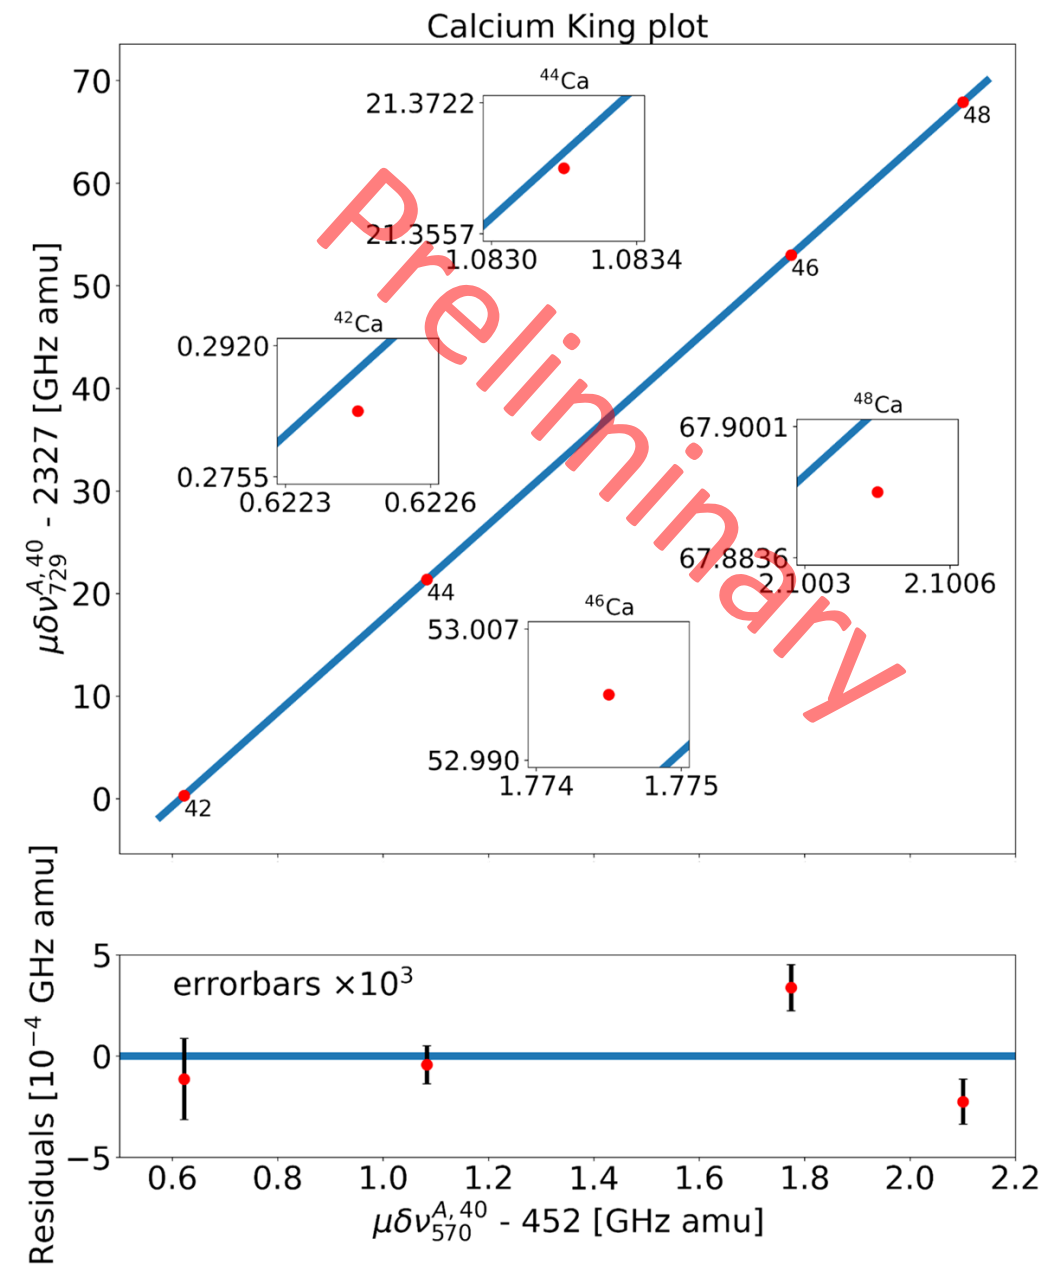 Calcium King plot
70
60
50
40
30
20
10
0
μδν₇₂₉^{A, 40} - 2327 [GHz amu]
⁴⁴Ca
21.3722
21.3557
1.0830 1.0834
⁴²Ca
0.2920
0.2755
0.6223 0.6226
⁴⁸Ca
67.9001
67.8836
2.1003 2.1006
⁴⁶Ca
53.007
52.990
1.774 1.775
48
46
44
42
Preliminary
Residuals [10⁻⁴ GHz amu]
errorbars ×10³
5
0
−5
0.6 0.8 1.0 1.2 1.4 1.6 1.8 2.0 2.2
μδν₅₇₀^{A, 40} - 452 [GHz amu]